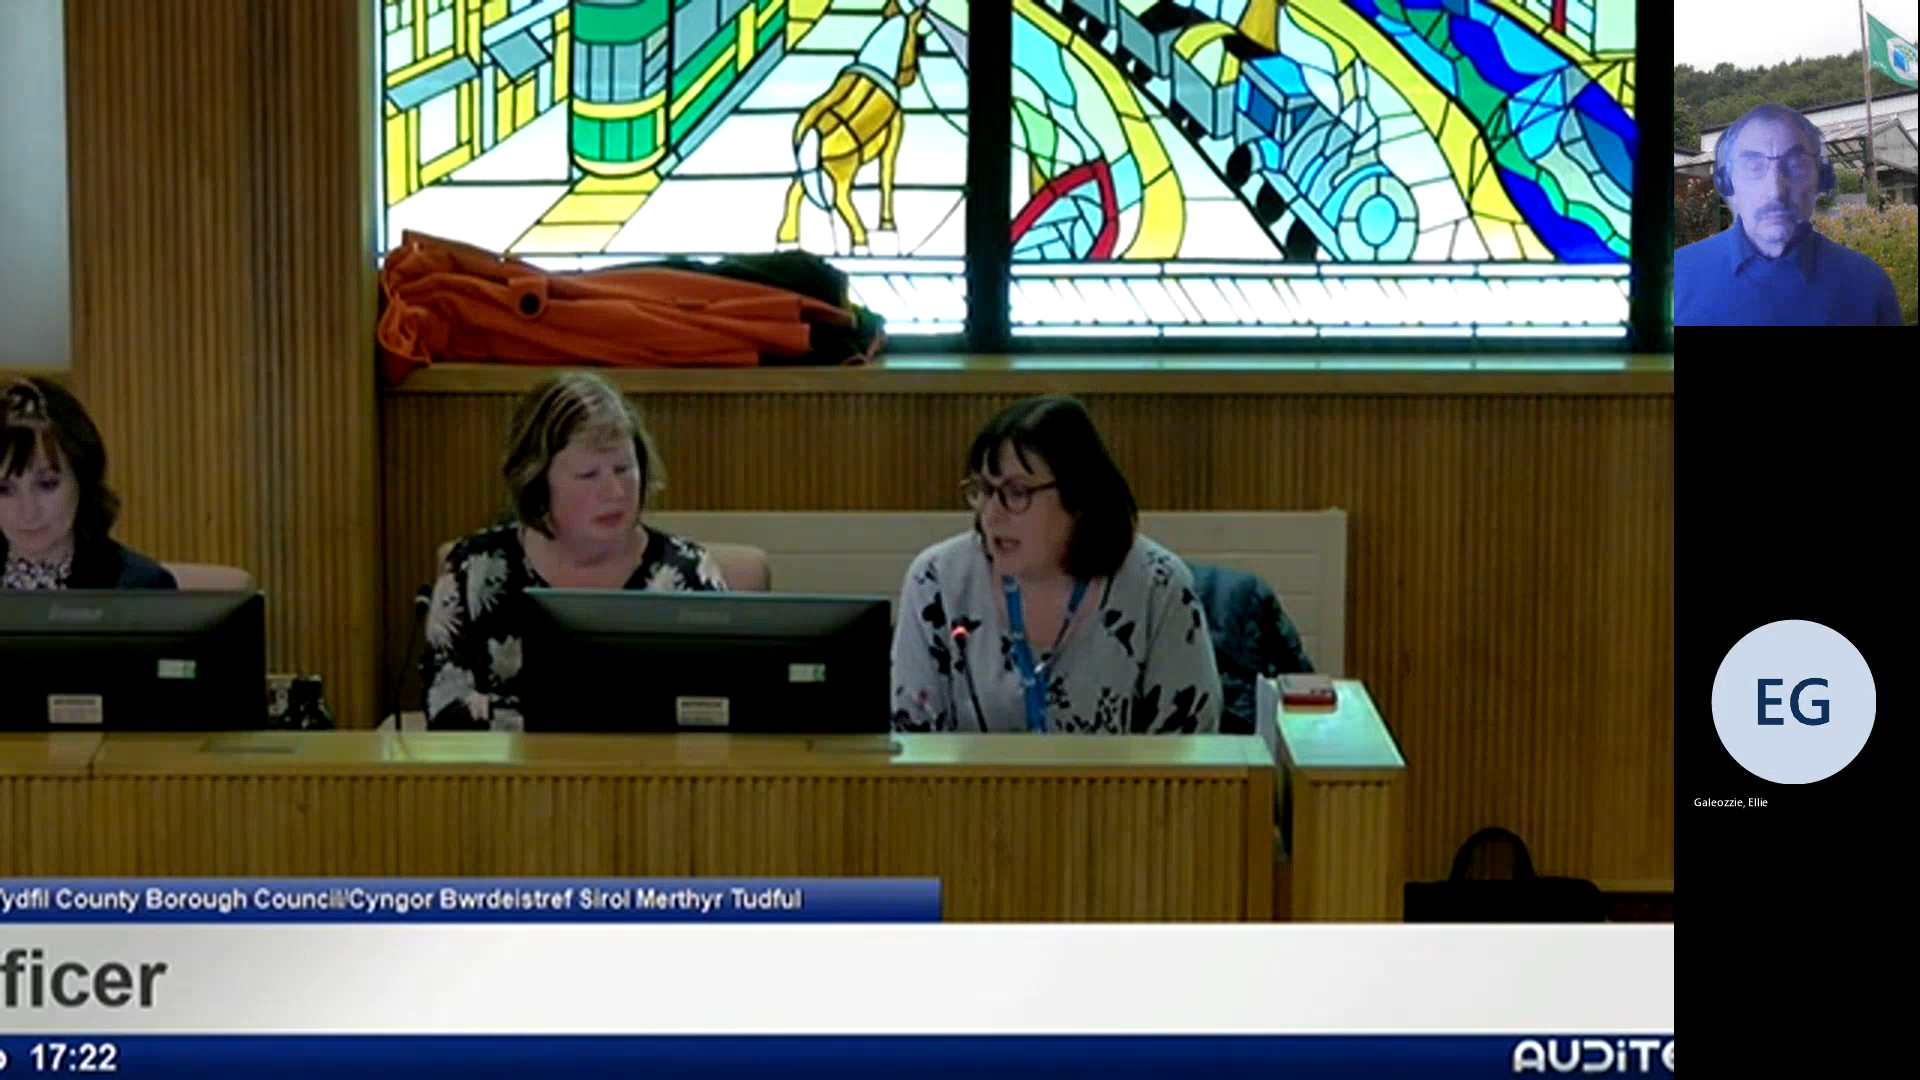 EG
Galeozzie, Ellie
ydfil County Borough Council/Cyngor Bwrdeistref Sirol Merthyr Tudful
ficer
17:22
AUDiTE